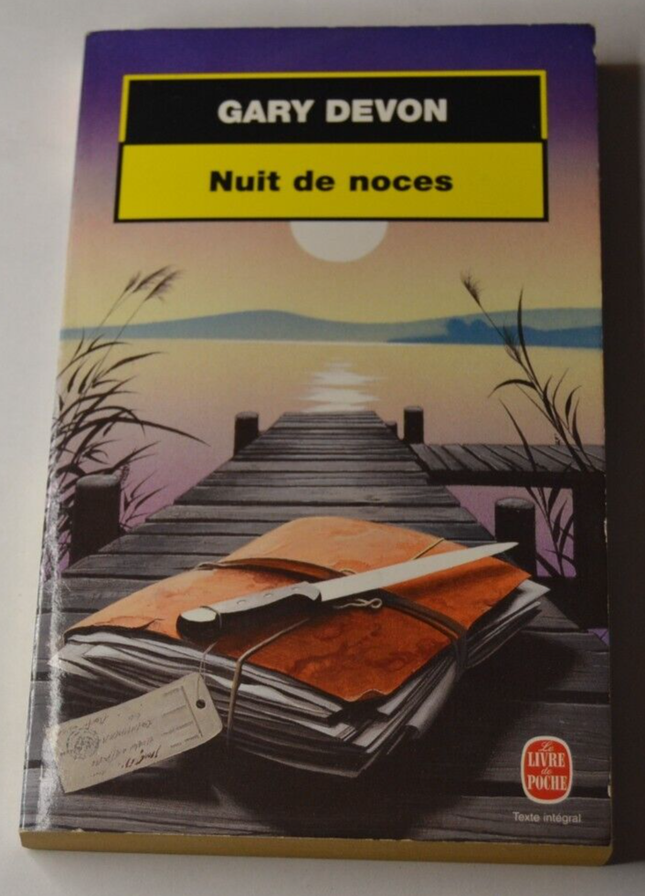 GARY DEVON
Nuit de noces
Le
LIVRE
de
POCHE
Texte intégral